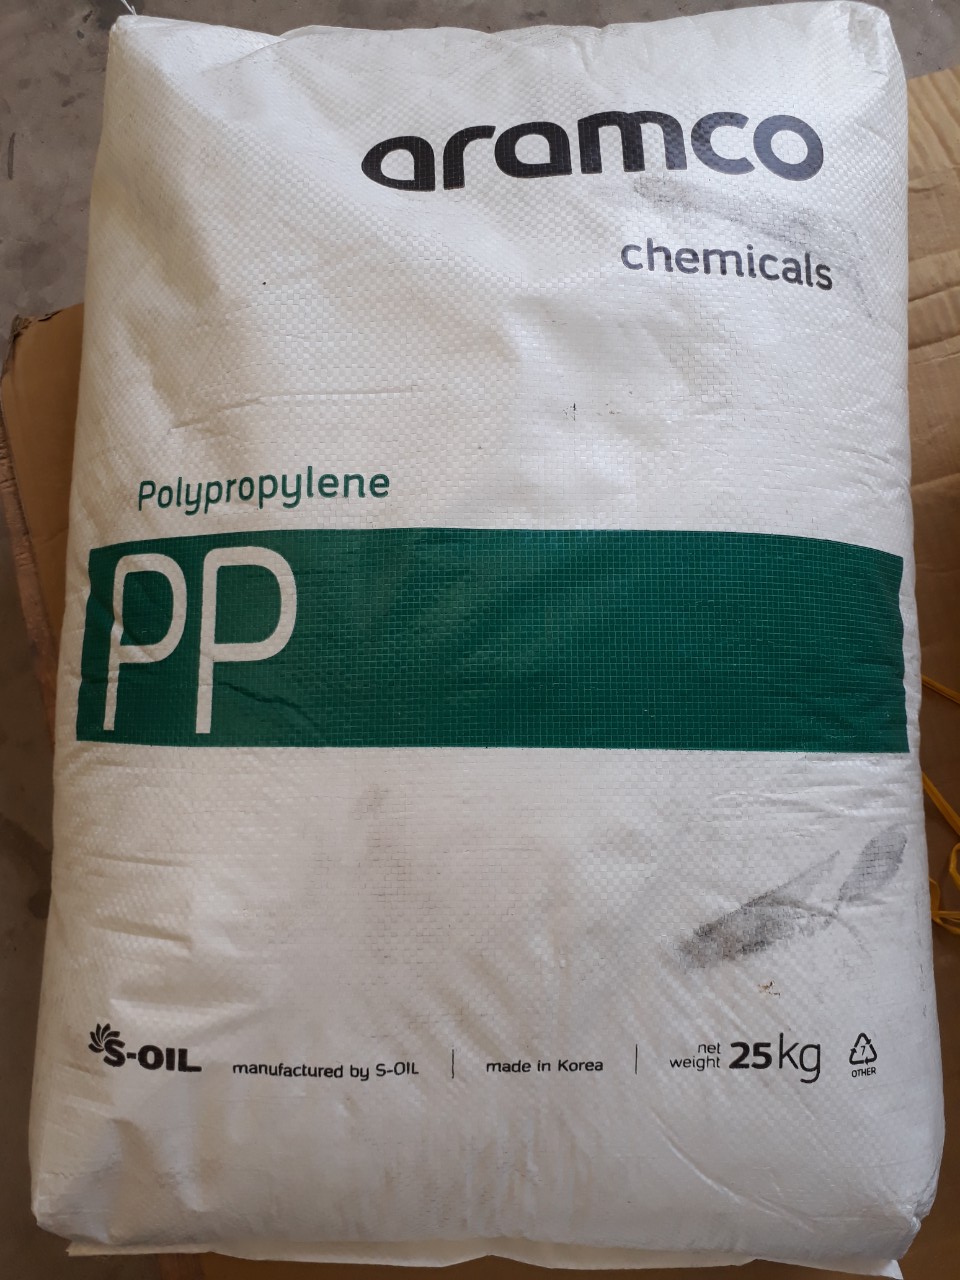 aramco
chemicals
Polypropylene
PP
S-OIL manufactured by S-OIL | made in Korea | net weight 25kg
7
OTHER